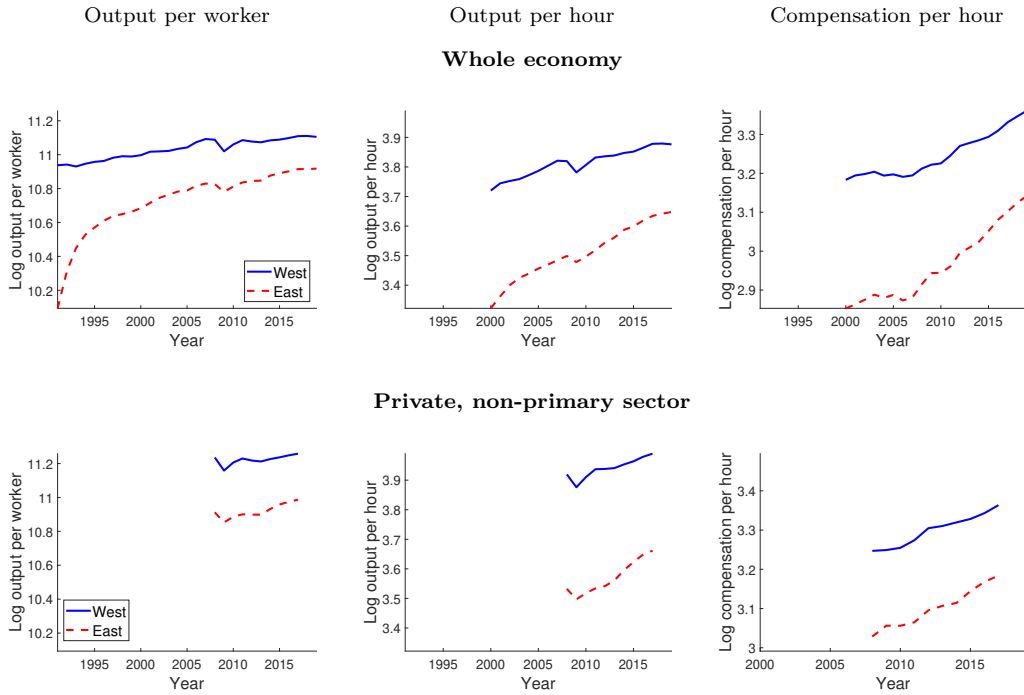 Output per worker
Output per hour
Compensation per hour
Whole economy
Log output per worker
11.2
11
10.8
10.6
10.4
10.2
West
East
1995 2000 2005 2010 2015
Year
Log output per hour
3.9
3.8
3.7
3.6
3.5
3.4
1995 2000 2005 2010 2015
Year
Log compensation per hour
3.3
3.2
3.1
3
2.9
1995 2000 2005 2010 2015
Year
Private, non-primary sector
Log output per worker
11.2
11
10.8
10.6
10.4
10.2
West
East
1995 2000 2005 2010 2015
Year
Log output per hour
3.9
3.8
3.7
3.6
3.5
3.4
1995 2000 2005 2010 2015
Year
Log compensation per hour
3.4
3.3
3.2
3.1
3
2000 2005 2010 2015
Year